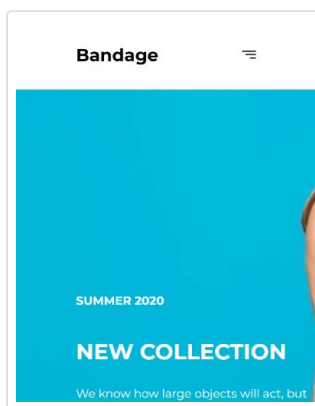 Bandage
SUMMER 2020
NEW COLLECTION
We know how large objects will act, but